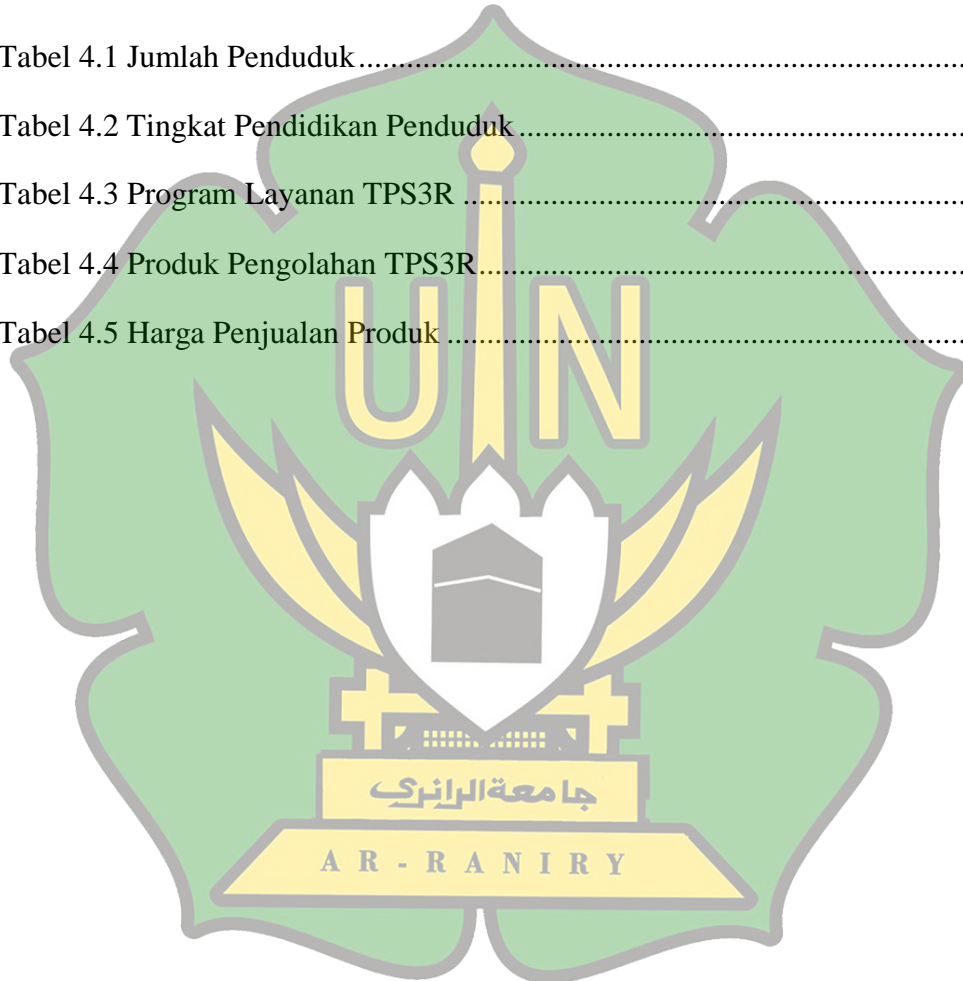 Tabel 4.1 Jumlah Penduduk..........................................................................
Tabel 4.2 Tingkat Pendidikan Penduduk......................................................
Tabel 4.3 Program Layanan TPS3R ............................................................
Tabel 4.4 Produk Pengolahan TPS3R...........................................................
Tabel 4.5 Harga Penjualan Produk ...............................................................
UIN
جامعة الرانري
AR-RANIRY